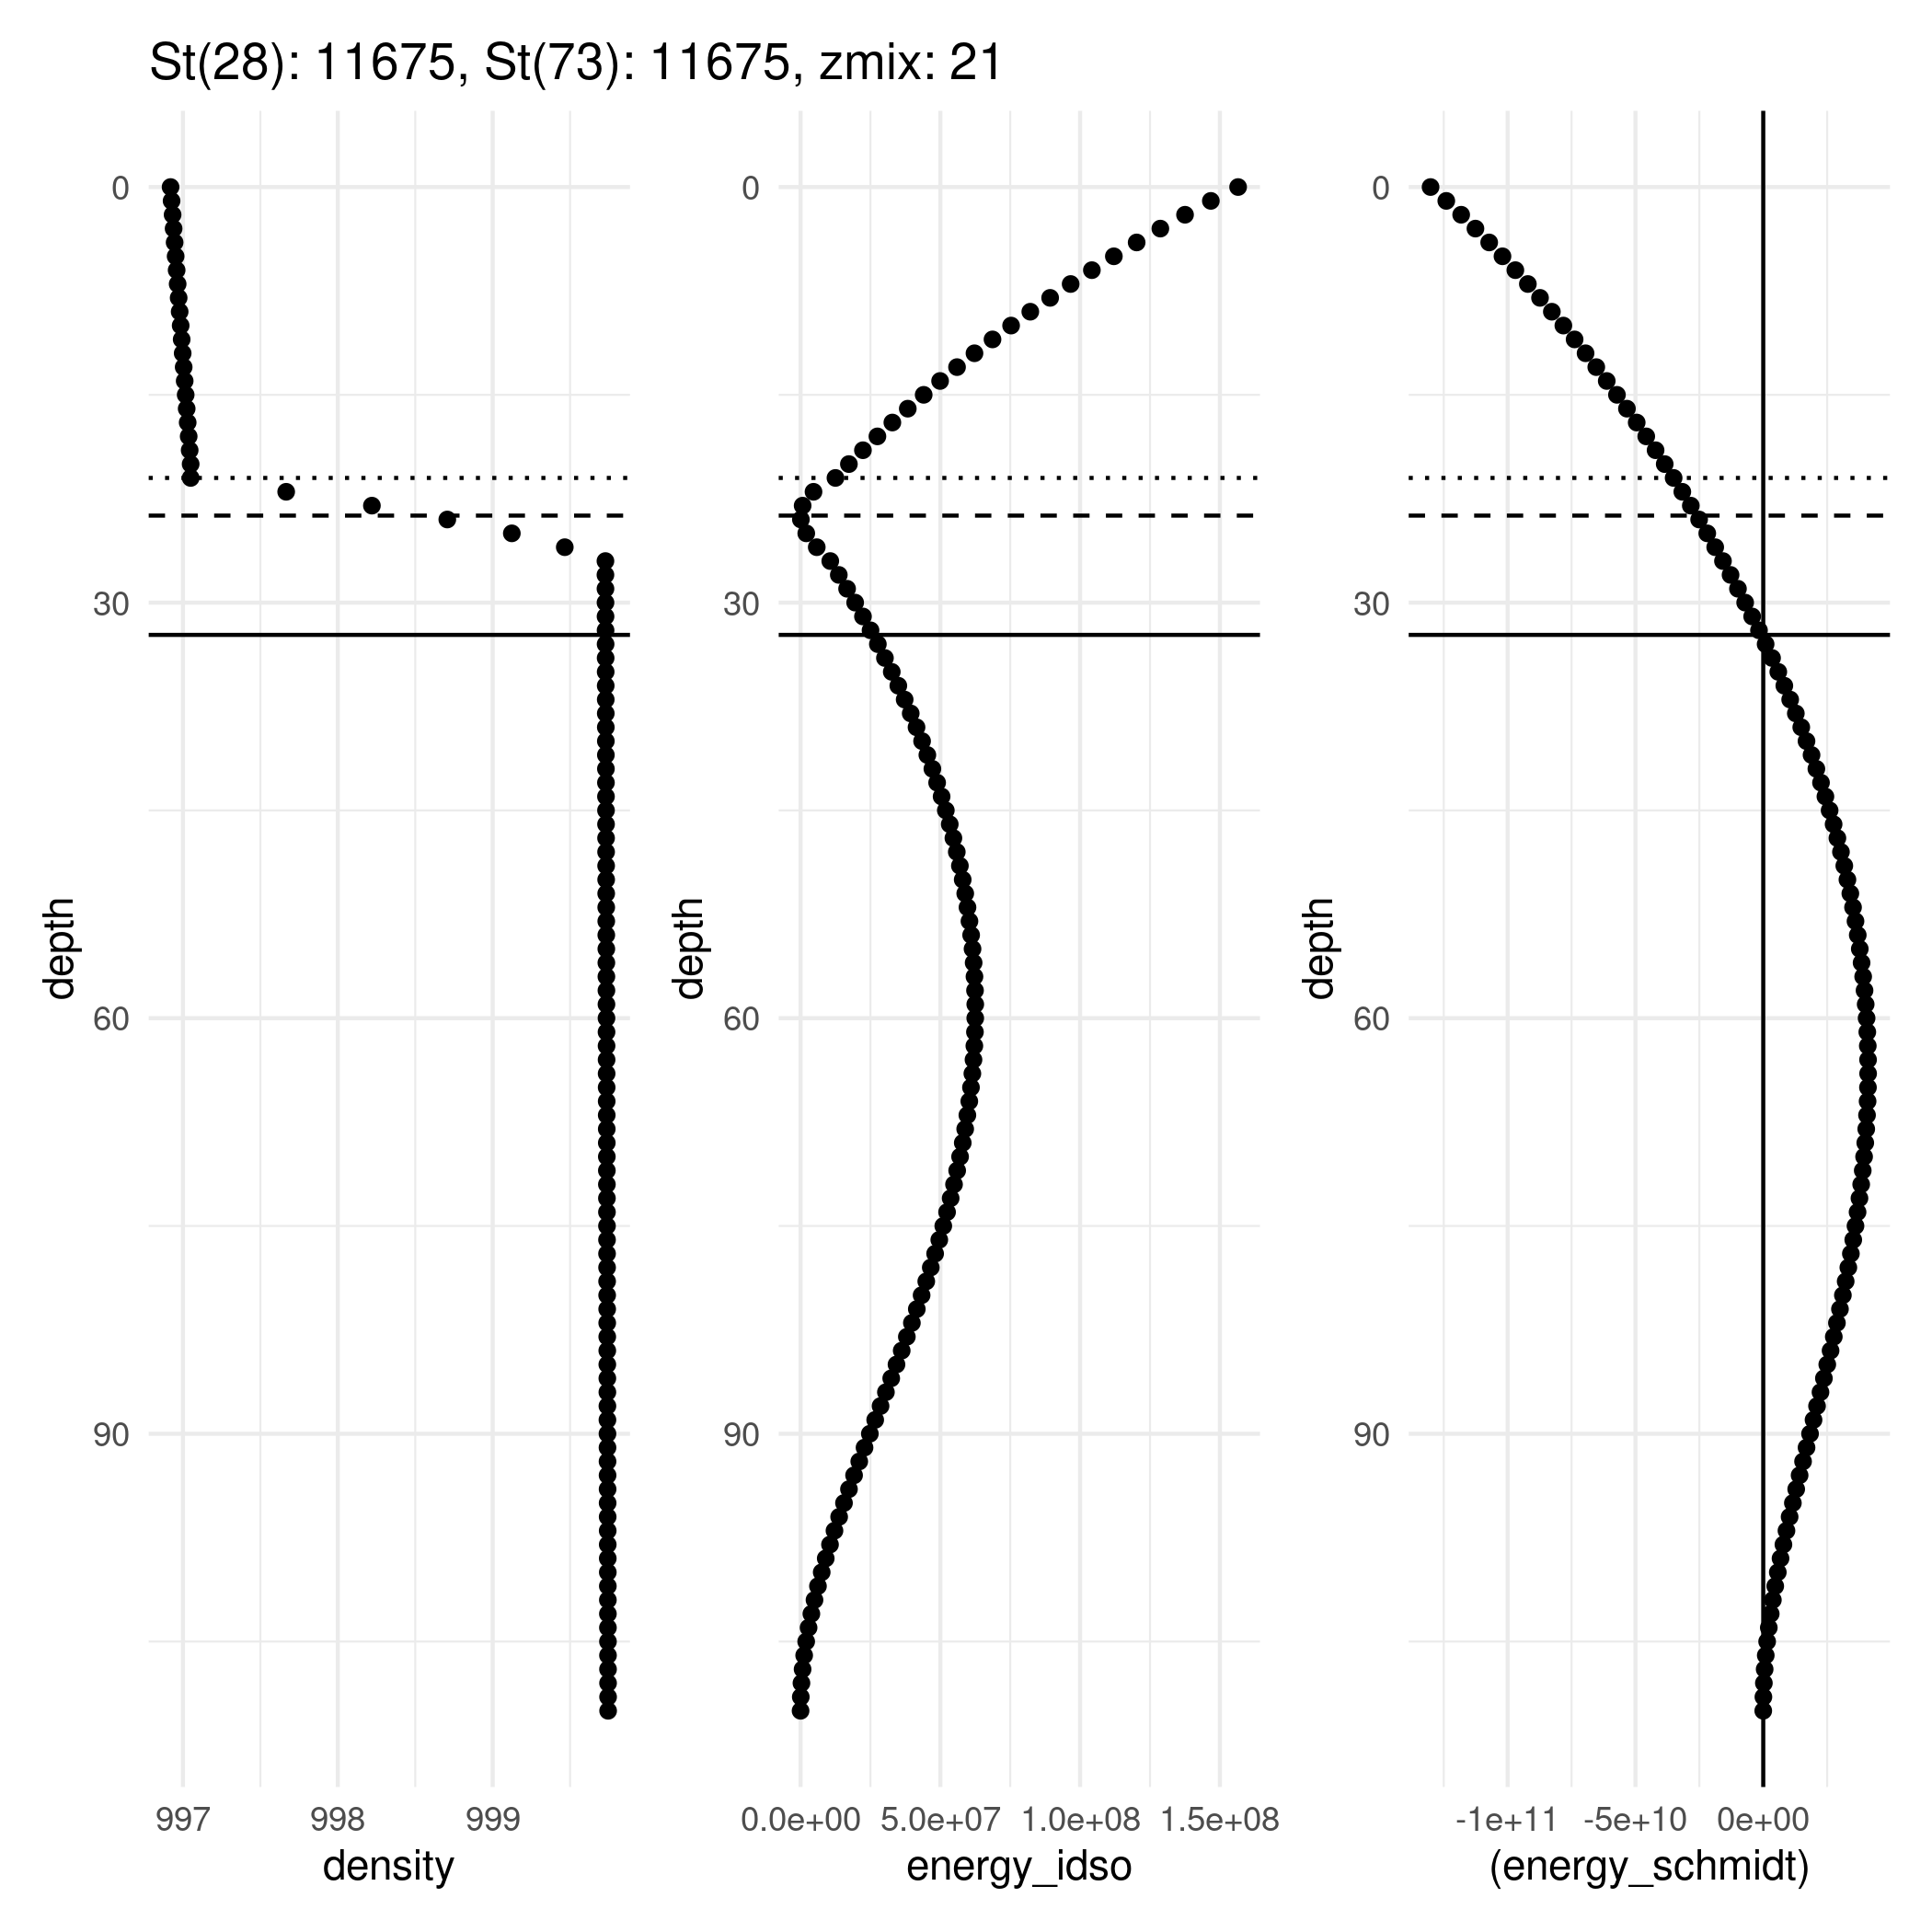 St(28): 11675, St(73): 11675, zmix: 21
0
30
60
90
depth
997 998 999
density
0
30
60
90
depth
0.0e+00 5.0e+07 1.0e+08 1.5e+08
energy_idso
0
30
60
90
depth
-1e+11 -5e+10 0e+00
(energy_schmidt)